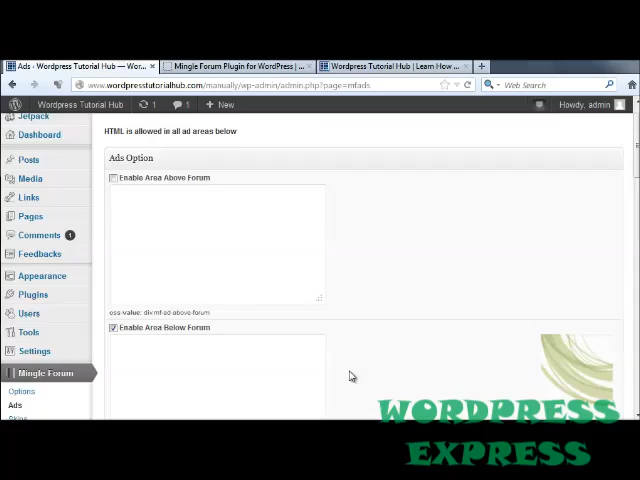 Ads ‹ Wordpress Tutorial Hub — Wor...
Mingle Forum Plugin for WordPress | ...
Wordpress Tutorial Hub | Learn How ...
www.wordpresstutorialhub.com/manually/wp-admin/admin.php?page=mfads
Web Search
Wordpress Tutorial Hub
1
1
+ New
Howdy, admin
Jetpack
Dashboard
Posts
Media
Links
Pages
Comments 1
Feedbacks
Appearance
Plugins
Users
Tools
Settings
Mingle Forum
Options
Ads
Skins
HTML is allowed in all ad areas below
Ads Option
Enable Area Above Forum
css-value: div.mf-ad-above-forum
Enable Area Below Forum
WORDPRESS
EXPRESS